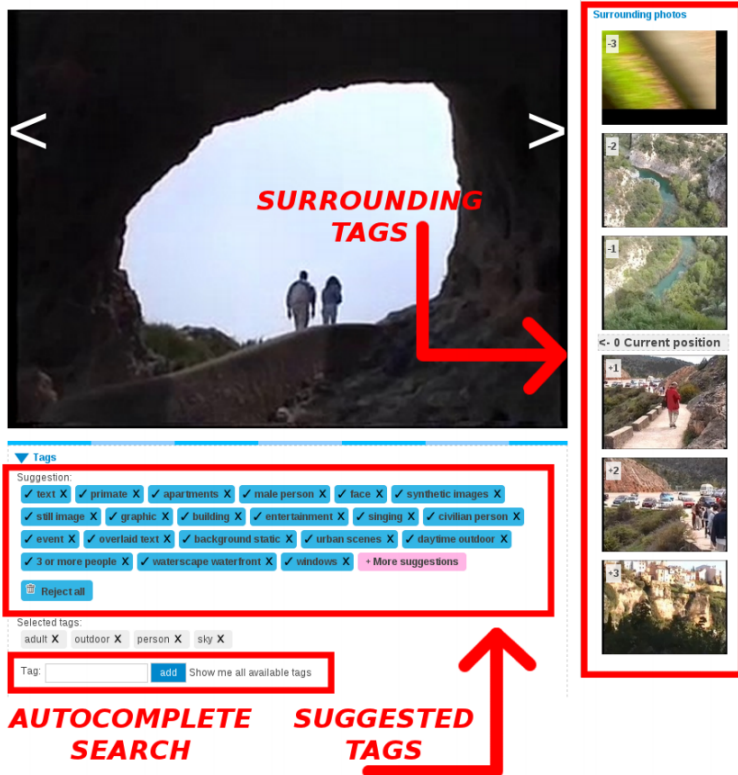 Surrounding photos
-3
-2
-1
<- 0 Current position
+1
+2
+3
< >
SURROUNDING
TAGS
Tags
Suggestion:
✓ text X ✓ primate X ✓ apartments X ✓ male person X ✓ face X ✓ synthetic images X
✓ still image X ✓ graphic X ✓ building X ✓ entertainment X ✓ singing X ✓ civilian person X
✓ event X ✓ overlaid text X ✓ background static X ✓ urban scenes X ✓ daytime outdoor X
✓ 3 or more people X ✓ waterscape waterfront X ✓ windows X + More suggestions
Reject all
Selected tags:
adult X outdoor X person X sky X
Tag: add Show me all available tags
AUTOCOMPLETE
SEARCH
SUGGESTED
TAGS